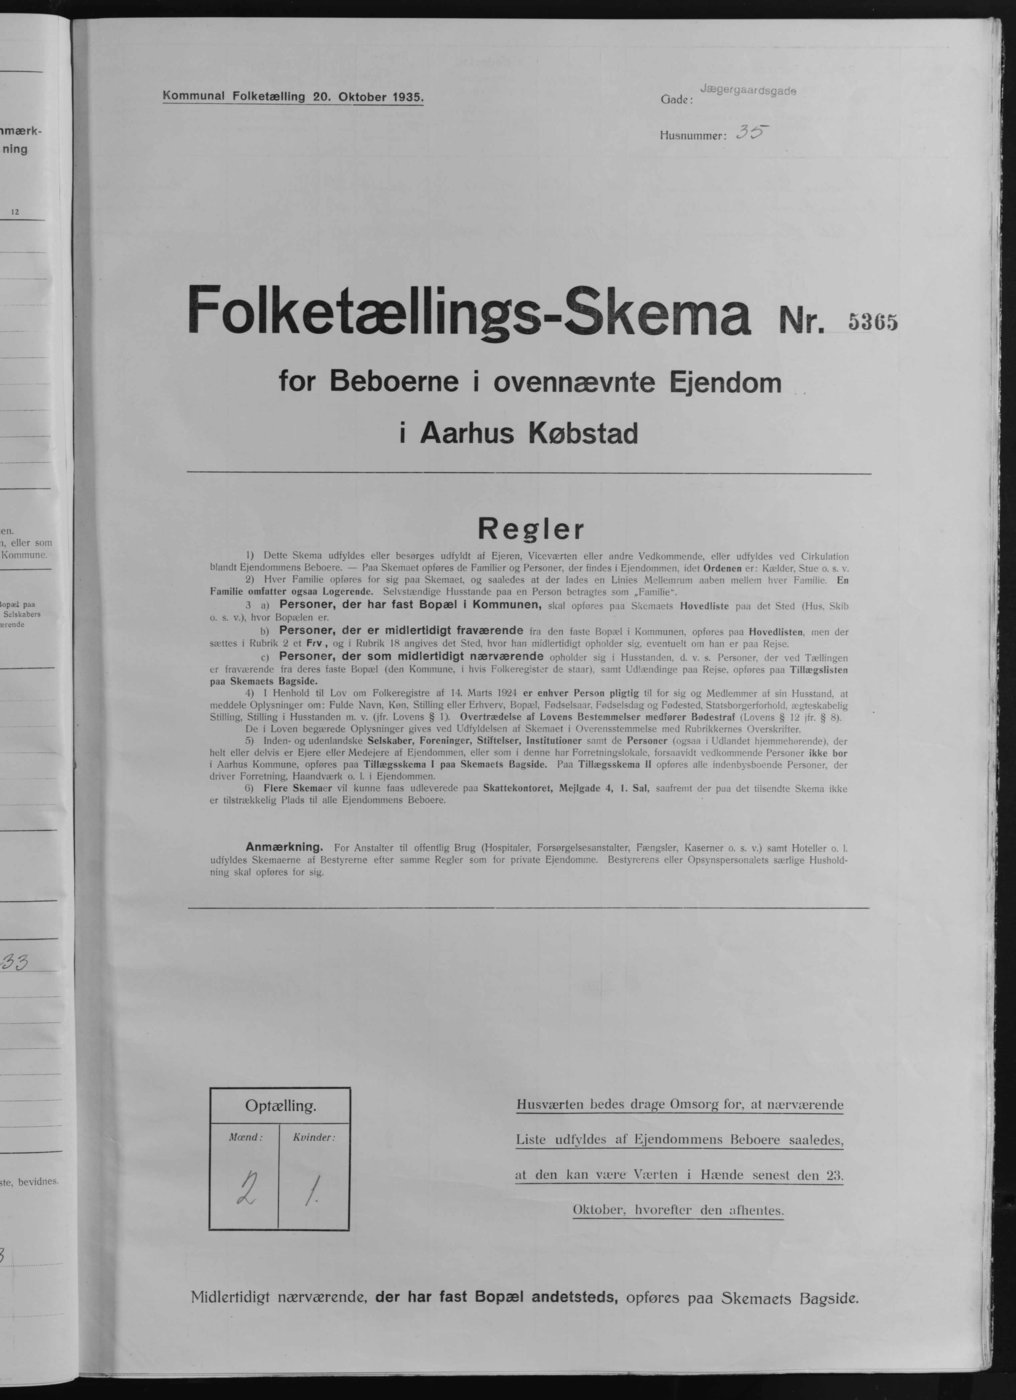 nmærk-
ning
12
en.
n, eller som
Kommune.
Bopæl paa
Selskabers
ærende
33
ste, bevidnes.
Kommunal Folketælling 20. Oktober 1935.
Gade: Jægergaardsgade
Husnummer: 35
Folketællings-Skema Nr. 5365
for Beboerne i ovennævnte Ejendom
i Aarhus Købstad
Regler
1) Dette Skema udfyldes eller besørges udfyldt af Ejeren, Viceværten eller andre Vedkommende, eller udfyldes ved Cirkulation
blandt Ejendommens Beboere. — Paa Skemaet opføres de Familier og Personer, der findes i Ejendommen, idet Ordenen er: Kælder, Stue o. s. v.
2) Hver Familie opføres for sig paa Skemaet, og saaledes at der lades en Linies Mellemrum aaben mellem hver Familie. En
Familie omfatter ogsaa Logerende. Selvstændige Husstande paa en Person betragtes som „Familie“.
3 a) Personer, der har fast Bopæl i Kommunen, skal opføres paa Skemaets Hovedliste paa det Sted (Hus, Skib
o. s. v.), hvor Bopælen er.
b) Personer, der er midlertidigt fraværende fra den faste Bopæl i Kommunen, opføres paa Hovedlisten, men der
sættes i Rubrik 2 et Frv., og i Rubrik 18 angives det Sted, hvor han midlertidigt opholder sig, eventuelt om han er paa Rejse.
c) Personer, der som midlertidigt nærværende opholder sig i Husstanden, d. v. s. Personer, der ved Tællingen
er fraværende fra deres faste Bopæl (den Kommune, i hvis Folkeregister de staar), samt Udlændinge paa Rejse, opføres paa Tillægslisten
paa Skemaets Bagside.
4) I Henhold til Lov om Folkeregistre af 14. Marts 1924 er enhver Person pligtig til for sig og Medlemmer af sin Husstand, at
meddele Oplysninger om: Fulde Navn, Køn, Stilling eller Erhverv, Bopæl, Fødselsaar, Fødselsdag og Fødested, Statsborgerforhold, ægteskabelig
Stilling, Stilling i Husstanden m. v. (jfr. Lovens § 1). Overtrædelse af Lovens Bestemmelser medfører Bødestraf (Lovens § 12 jfr. § 8).
De i Loven begærede Oplysninger gives ved Udfyldelsen af Skemaet i Overensstemmelse med Rubrikkernes Overskrifter.
5) Inden- og udenlandske Selskaber, Foreninger, Stiftelser, Institutioner samt de Personer (ogsaa i Udlandet hjemmehørende), der
helt eller delvis er Ejere eller Medejere af Ejendommen, eller som i denne har Forretningslokale, forsaavidt vedkommende Personer ikke bor
i Aarhus Kommune, opføres paa Tillægsskema I paa Skemaets Bagside. Paa Tillægsskema II opføres alle indenbysboende Personer, der
driver Forretning, Haandværk o. l. i Ejendommen.
6) Flere Skemaer vil kunne faas udleverede paa Skattekontoret, Mejlgade 4, 1. Sal, saafremt der paa det tilsendte Skema ikke
er tilstrækkelig Plads til alle Ejendommens Beboere.
Anmærkning. For Anstalter til offentlig Brug (Hospitaler, Forsørgelsesanstalter, Fængsler, Kaserner o. s. v.) samt Hoteller o. l.
udfyldes Skemaerne af Bestyrerne efter samme Regler som for private Ejendomme. Bestyrerens eller Opsynspersonalets særlige Hushold-
ning skal opføres for sig.
Optælling.
Mænd: Kvinder:
2 1.
Husværten bedes drage Omsorg for, at nærværende
Liste udfyldes af Ejendommens Beboere saaledes,
at den kan være Værten i Hænde senest den 23.
Oktober, hvorefter den afhentes.
Midlertidigt nærværende, der har fast Bopæl andetsteds, opføres paa Skemaets Bagside.